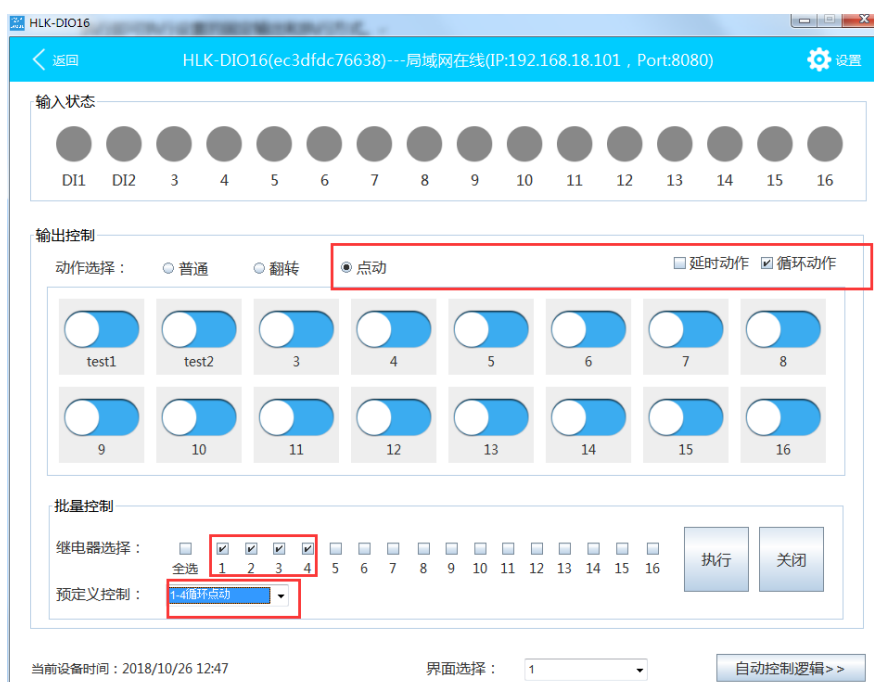 HLK-DIO16
返回 HLK-DIO16(ec3dfdc76638)---局域网在线(IP:192.168.18.101，Port:8080) 设置
输入状态
DI1 DI2 3 4 5 6 7 8 9 10 11 12 13 14 15 16
输出控制
动作选择： 普通 翻转 点动 延时动作 循环动作
test1 test2 3 4 5 6 7 8
9 10 11 12 13 14 15 16
批量控制
继电器选择： 执行 关闭
全选 1 2 3 4 5 6 7 8 9 10 11 12 13 14 15 16
预定义控制： 1-4循环点动
当前设备时间：2018/10/26 12:47 界面选择： 1 自动控制逻辑>>